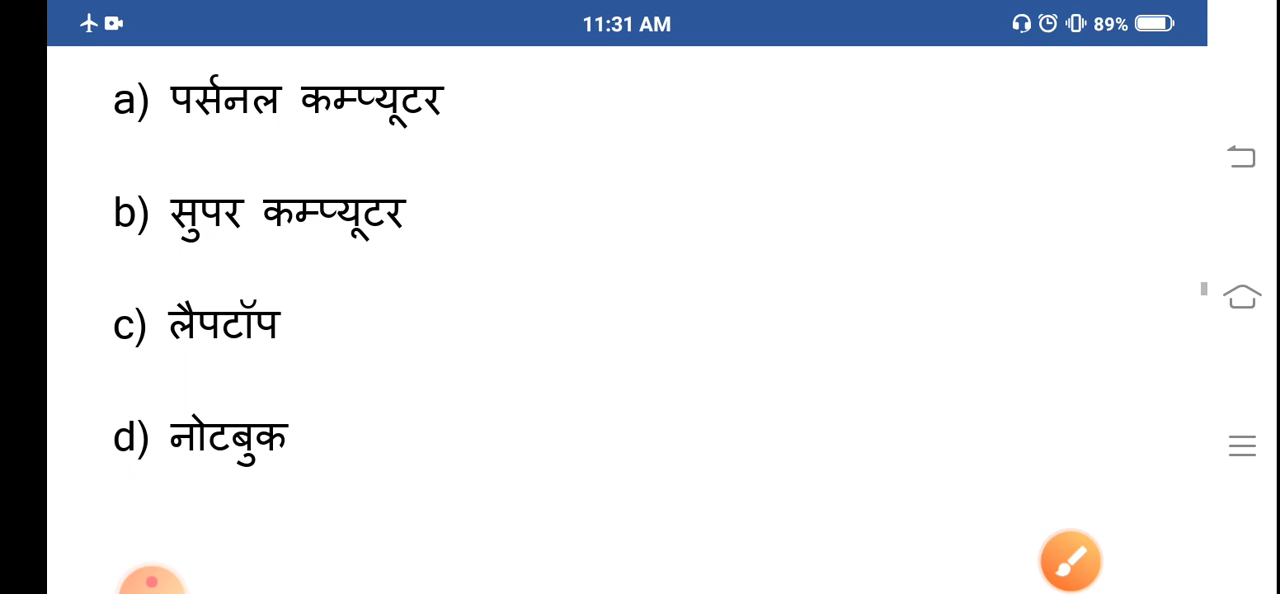 11:31 AM 89%
a) पर्सनल कम्प्यूटर
b) सुपर कम्प्यूटर
c) लैपटॉप
d) नोटबुक